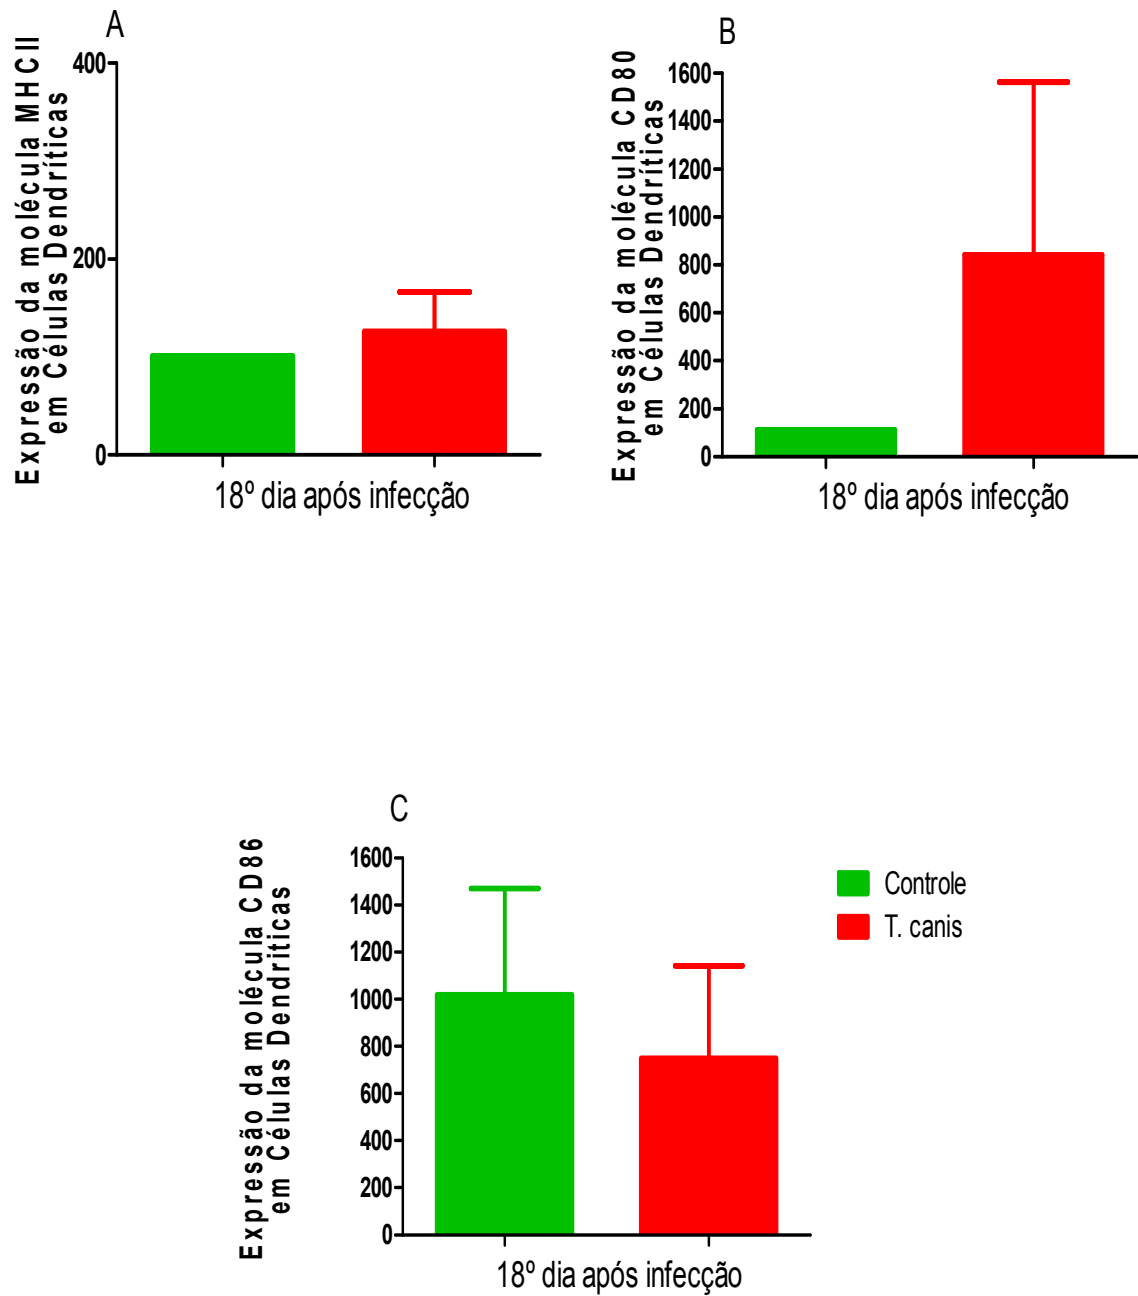 A
Expressão da molécula MHCII
em Células Dendríticas
400
200
0
18º dia após infecção
B
Expressão da molécula CD80
em Células Dendríticas
1600
1400
1200
1000
800
600
400
200
0
18º dia após infecção
C
Expressão da molécula CD86
em Células Dendríticas
1600
1400
1200
1000
800
600
400
200
0
18º dia após infecção
Controle
T. canis